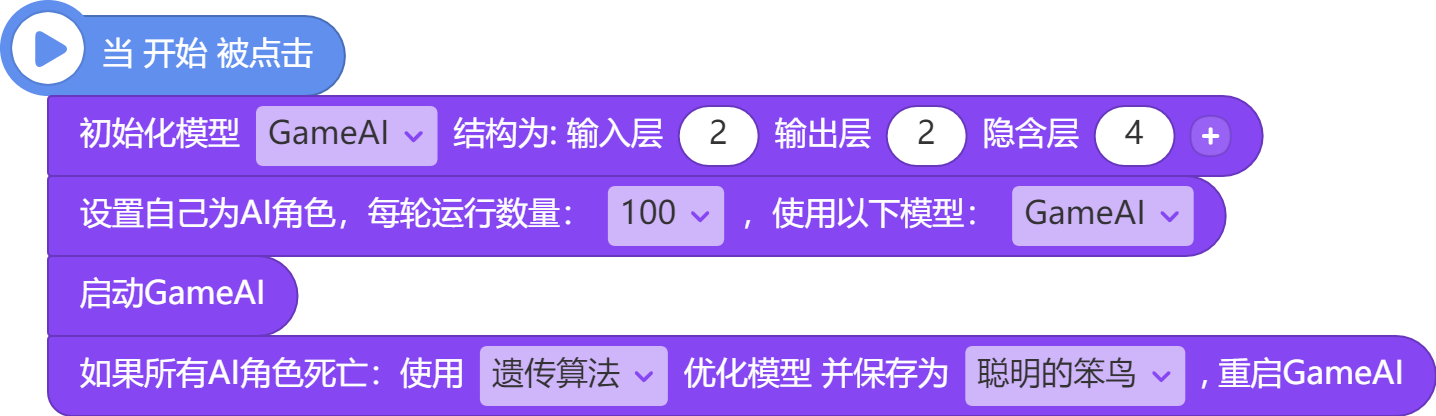 当 开始 被点击
初始化模型 GameAI 结构为: 输入层 2 输出层 2 隐含层 4 +
设置自己为AI角色，每轮运行数量： 100 ，使用以下模型： GameAI
启动GameAI
如果所有AI角色死亡：使用 遗传算法 优化模型 并保存为 聪明的笨鸟 , 重启GameAI